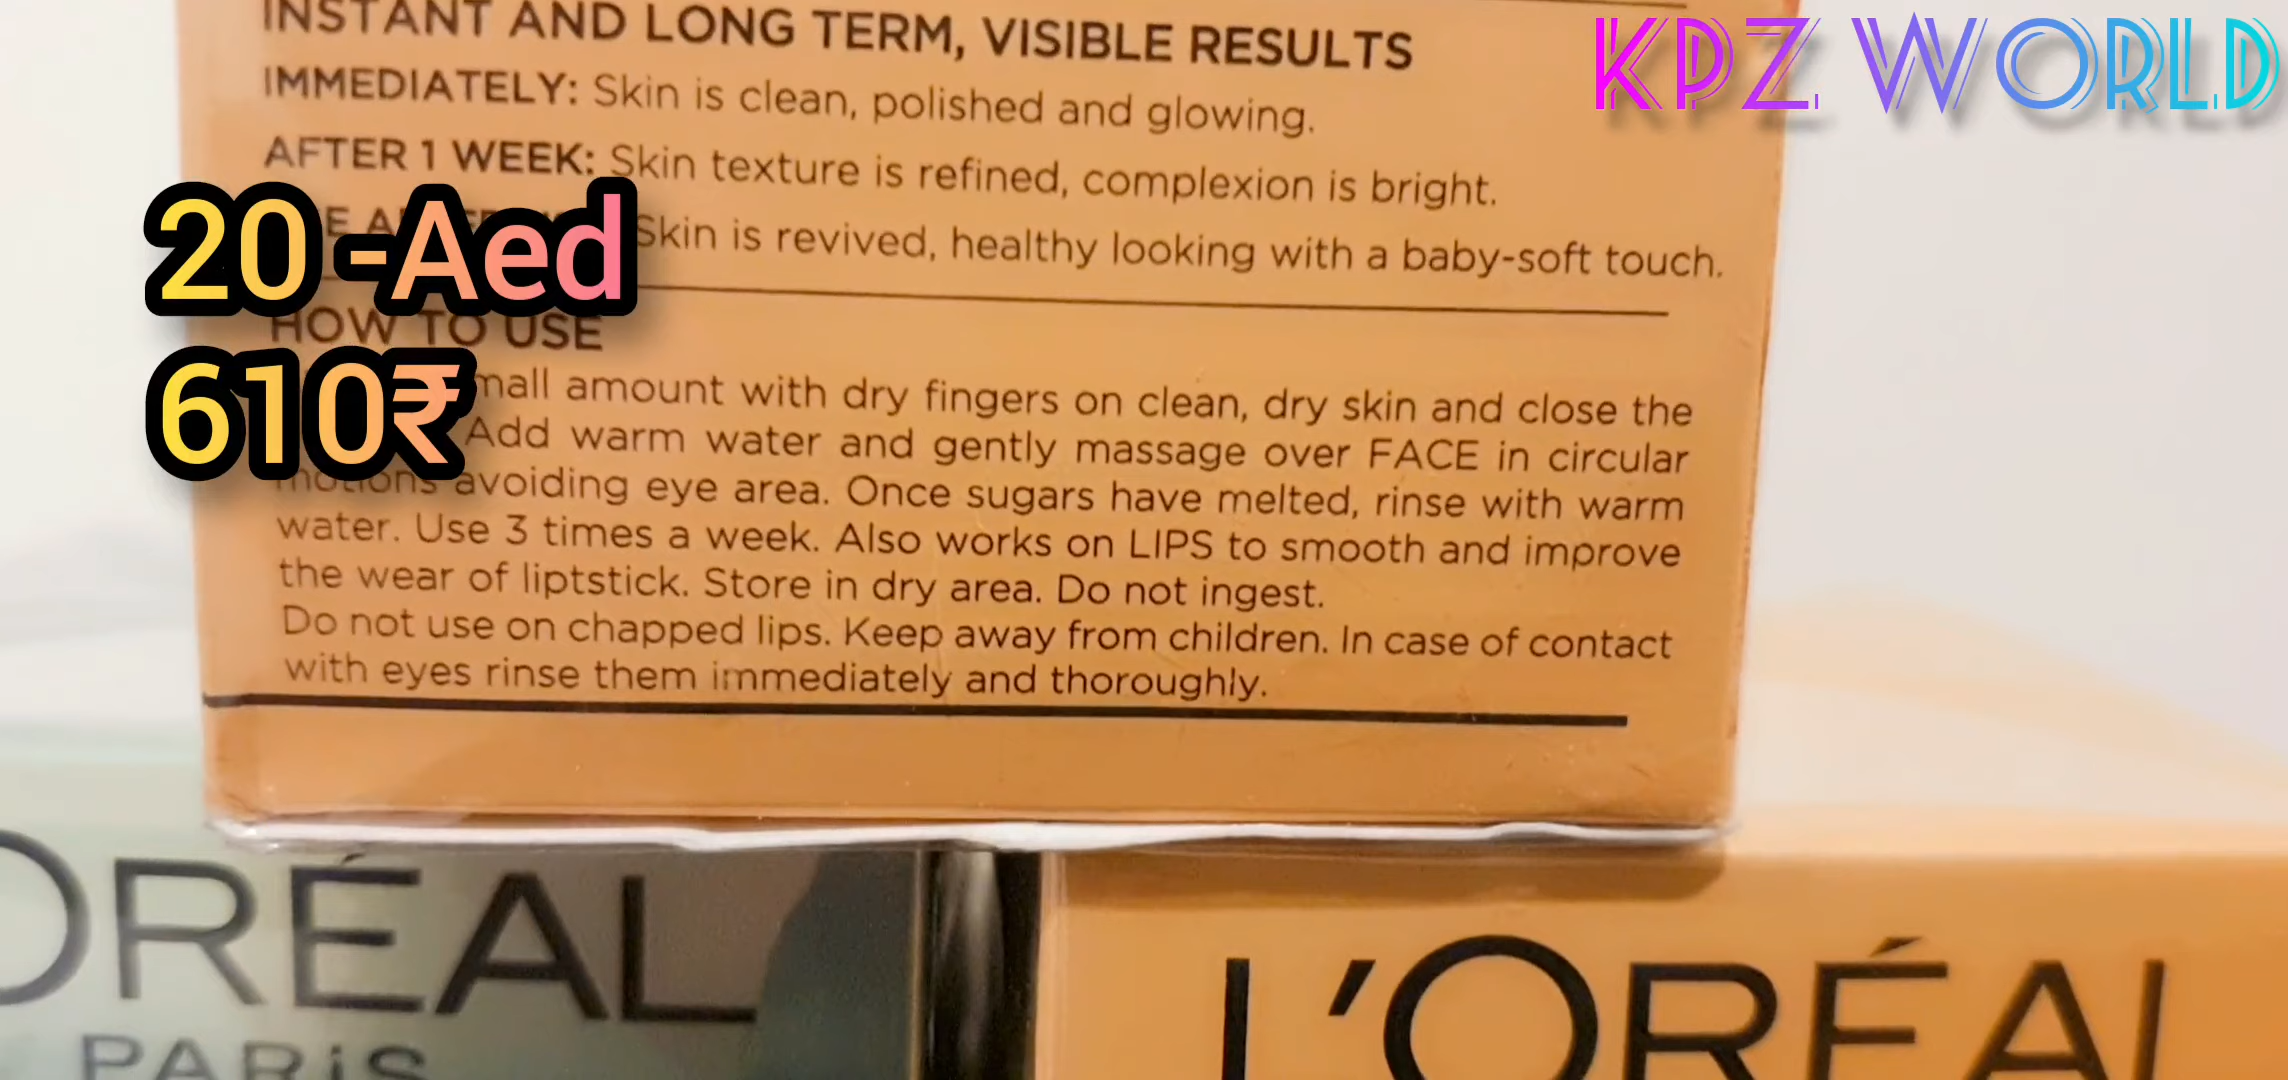 INSTANT AND LONG TERM, VISIBLE RESULTS
KPZ WORLD
IMMEDIATELY: Skin is clean, polished and glowing.
AFTER 1 WEEK: Skin texture is refined, complexion is bright.
Skin is revived, healthy looking with a baby-soft touch.
20 -Aed
HOW TO USE
610₹
amount with dry fingers on clean, dry skin and close the
Add warm water and gently massage over FACE in circular
motions avoiding eye area. Once sugars have melted, rinse with warm
water. Use 3 times a week. Also works on LIPS to smooth and improve
the wear of liptstick. Store in dry area. Do not ingest.
Do not use on chapped lips. Keep away from children. In case of contact
with eyes rinse them immediately and thoroughly.
ORÉAL
PARiS
L'ORÉAL